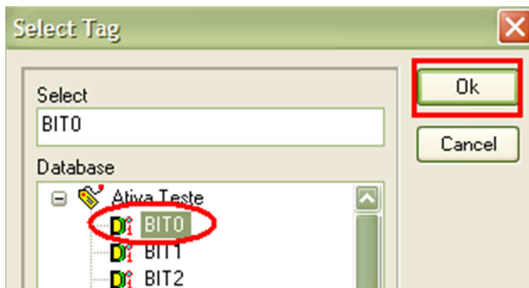 Select Tag
Ok
Select
BIT0
Cancel
Database
Ativa Teste
BIT0
BIT1
BIT2